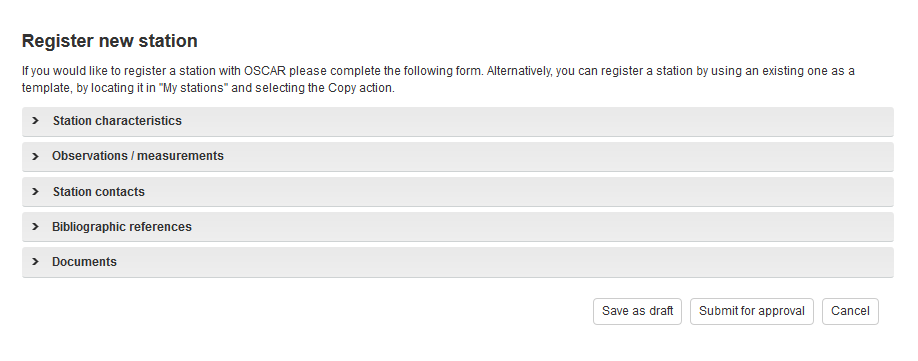 Register new station
If you would like to register a station with OSCAR please complete the following form. Alternatively, you can register a station by using an existing one as a
template, by locating it in "My stations" and selecting the Copy action.
Station characteristics
Observations / measurements
Station contacts
Bibliographic references
Documents
Save as draft Submit for approval Cancel